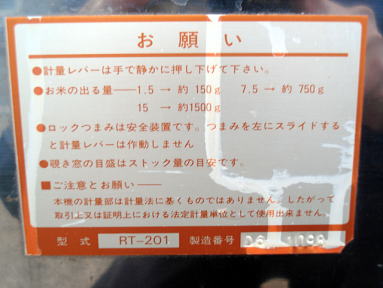 お願い
●計量レバーは手で静かに押し下げて下さい。
●お米の出る量──1.5 → 約 150g 7.5 → 約 750g
15 → 約1500g
●ロックつまみは安全装置です。つまみを左にスライドする
と計量レバーは作動しません
●覗き窓の目盛はストック量の目安です。
■ご注意とお願い──
本機の計量部は計量法に基くものではありません。したがって
取引上又は証明上における法定計量単位として使用出来ません。
型式 RT-201 製造番号